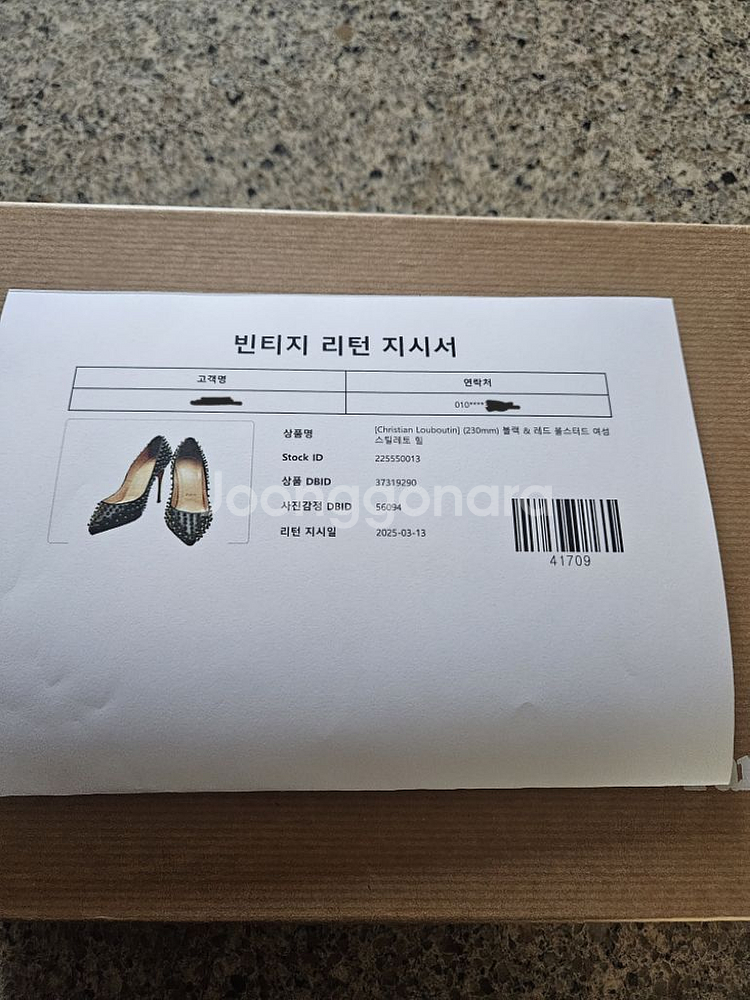 빈티지 리턴 지시서
고객명 연락처
010****
상품명 [Christian Louboutin] (230mm) 블랙 & 레드 볼스터드 여성
스틸레토 힐
Stock ID 225550013
상품 DBID 37319290
joonggonara
사진감정 DBID 56094
리턴 지시일 2025-03-13
41709